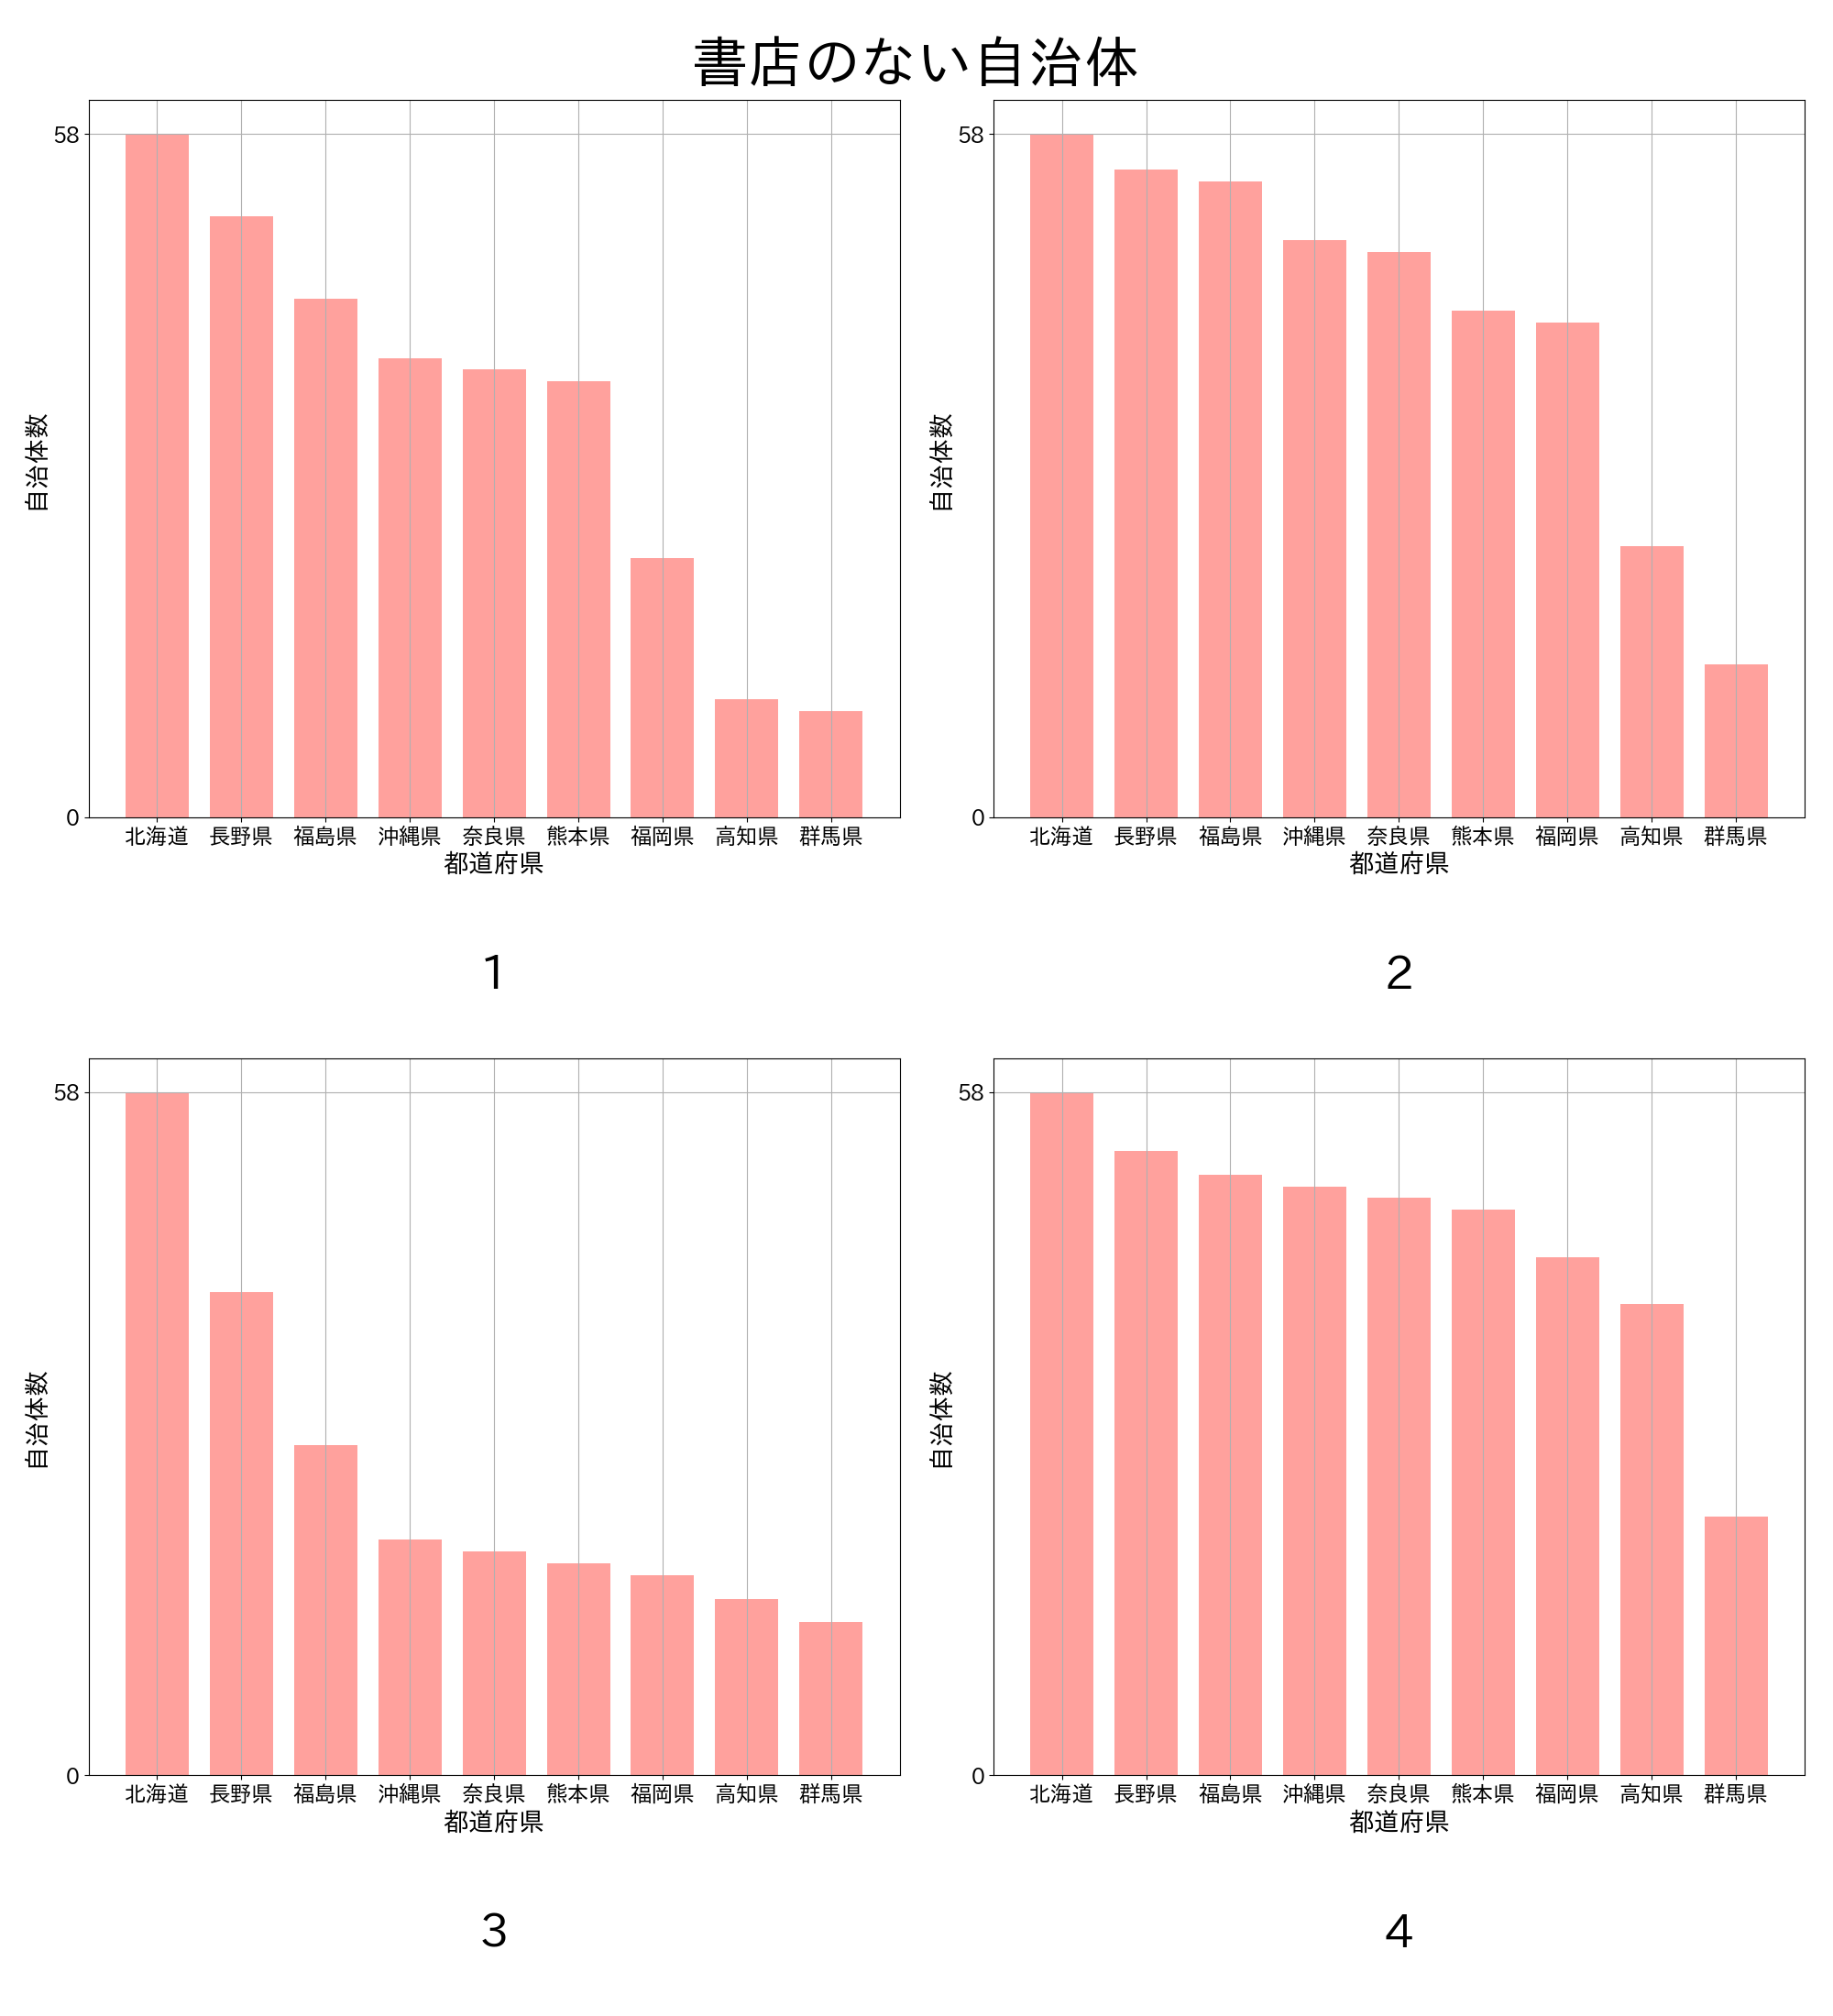 書店のない自治体
58
0
自治体数
北海道 長野県 福島県 沖縄県 奈良県 熊本県 福岡県 高知県 群馬県
都道府県
1
58
0
自治体数
北海道 長野県 福島県 沖縄県 奈良県 熊本県 福岡県 高知県 群馬県
都道府県
2
58
0
自治体数
北海道 長野県 福島県 沖縄県 奈良県 熊本県 福岡県 高知県 群馬県
都道府県
3
58
0
自治体数
北海道 長野県 福島県 沖縄県 奈良県 熊本県 福岡県 高知県 群馬県
都道府県
4